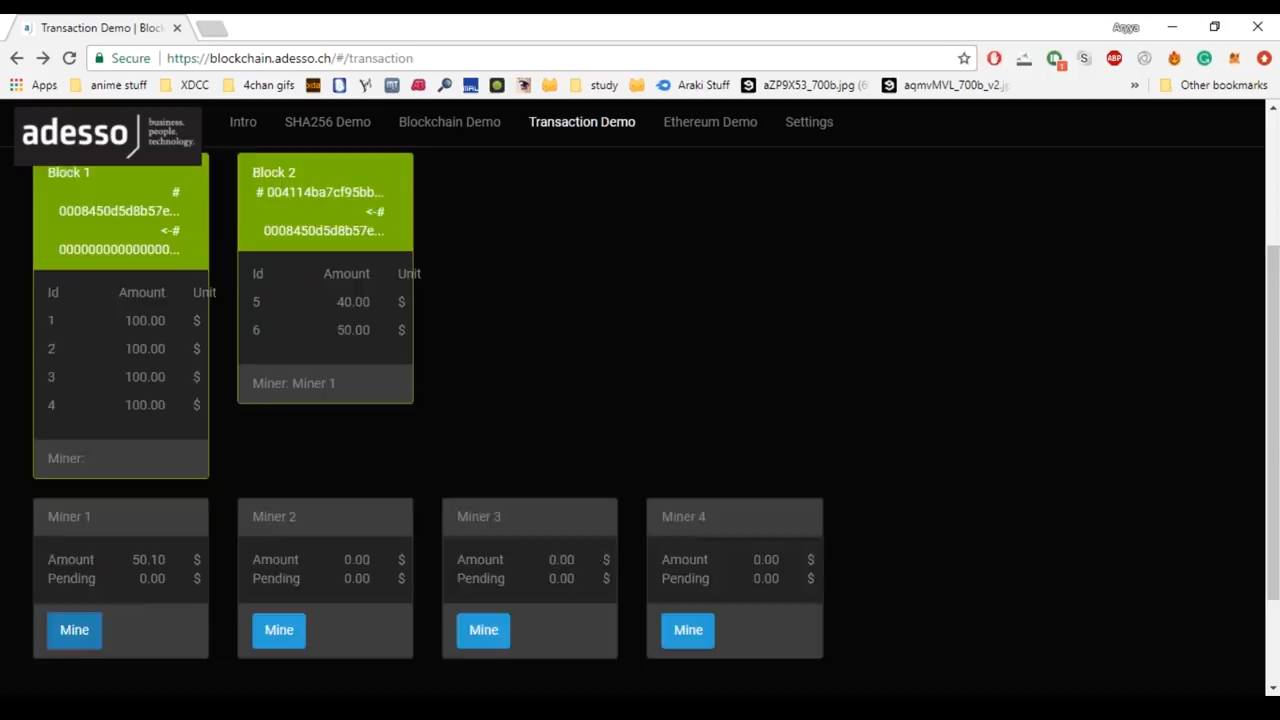 Transaction Demo | Block
Anya
Secure https://blockchain.adesso.ch/#/transaction
Apps anime stuff XDCC 4chan gifs study Araki Stuff aZP9X53_700b.jpg (6 aqmvMVL_700b_v2.jp » Other bookmarks
adesso business. people. technology.
Intro SHA256 Demo Blockchain Demo Transaction Demo Ethereum Demo Settings
Block 1
#
0008450d5d8b57e...
<-#
000000000000000...
Id Amount Unit
1 100.00 $
2 100.00 $
3 100.00 $
4 100.00 $
Miner:
Block 2
# 004114ba7cf95bb...
<-#
0008450d5d8b57e...
Id Amount Unit
5 40.00 $
6 50.00 $
Miner: Miner 1
Miner 1
Amount 50.10 $
Pending 0.00 $
Mine
Miner 2
Amount 0.00 $
Pending 0.00 $
Mine
Miner 3
Amount 0.00 $
Pending 0.00 $
Mine
Miner 4
Amount 0.00 $
Pending 0.00 $
Mine